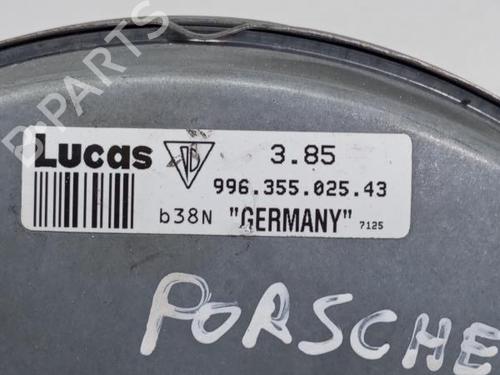 B-PARTS
Lucas 3.85
996.355.025.43
b38N "GERMANY" 7125
PORSCHE